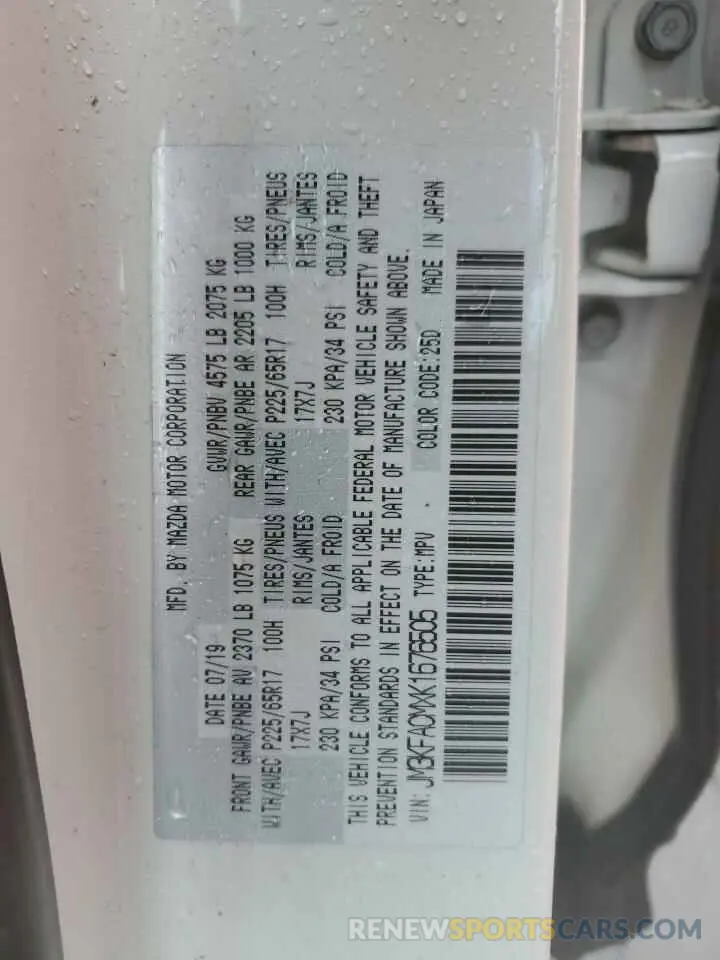 MFD. BY MAZDA MOTOR CORPORATION
DATE 07/19 GVWR/PNBV 4575 LB 2075 KG
FRONT GAWR/PNBE AV 2370 LB 1075 KG REAR GAWR/PNBE AR 2205 LB 1000 KG
WITH/AVEC P225/65R17 100H TIRES/PNEUS WITH/AVEC P225/65R17 100H TIRES/PNEUS
17X7J RIMS/JANTES 17X7J RIMS/JANTES
230 KPA/34 PSI COLD/A FROID 230 KPA/34 PSI COLD/A FROID
THIS VEHICLE CONFORMS TO ALL APPLICABLE FEDERAL MOTOR VEHICLE SAFETY AND THEFT
PREVENTION STANDARDS IN EFFECT ON THE DATE OF MANUFACTURE SHOWN ABOVE.
VIN: JM3KFACMXK1676505 TYPE:MPV COLOR CODE:25D MADE IN JAPAN
RENEWSPORTSCARS.COM